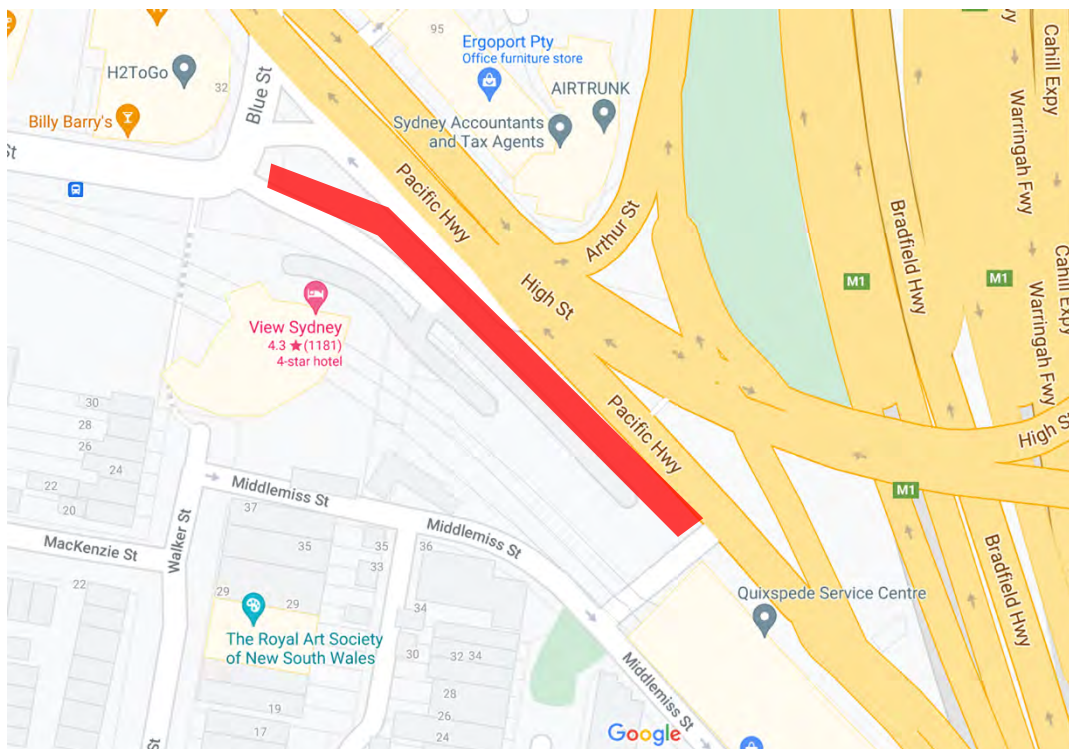 95
Ergoport Pty
Office furniture store
H2ToGo
32
Blue St
AIRTRUNK
Cahill Expy
Warringah Fwy
Hwy
Billy Barry's
Sydney Accountants
and Tax Agents
St
Pacific Hwy
Arthur St
Bradfield Hwy
High St
M1
M1
Cahill Expy
Warringah Fwy
View Sydney
4.3 ★ (1181)
4-star hotel
Pacific Hwy
High S
30
28
26
24
22
20
Middlemiss St
M1
37
Middlemiss St
35
35
36
33
MacKenzie St
Walker St
22
Bradfield Hwy
29
29
34
Quixspede Service Centre
The Royal Art Society
of New South Wales
30
32 34
Middlemiss St
28
19
26
17
24
Google
St